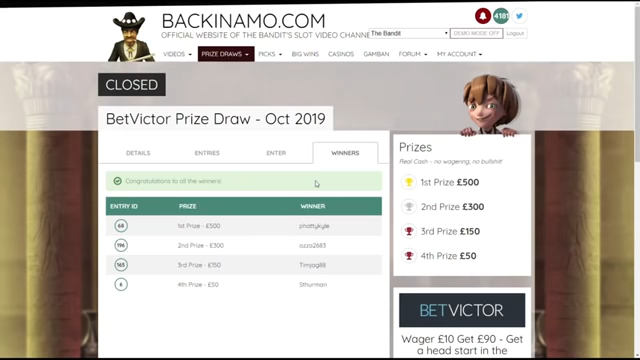 BACKINAMO.COM
OFFICIAL WEBSITE OF THE BANDIT'S SLOT VIDEO CHANNE
The Bandit
DEMO MODE OFF
Logout
4181
VIDEOS
PRIZE DRAWS
PICKS
BIG WINS
CASINOS
GAMBAN
FORUM
MY ACCOUNT
CLOSED
BetVictor Prize Draw - Oct 2019
DETAILS
ENTRIES
ENTER
WINNERS
Congratulations to all the winners!
ENTRY ID PRIZE WINNER
68 1st Prize - £500 phattykyle
196 2nd Prize - £300 azza2683
165 3rd Prize - £150 Timjag88
6 4th Prize - £50 Sthurman
Prizes
Real Cash - no wagering, no bullshit!
1st Prize £500
2nd Prize £300
3rd Prize £150
4th Prize £50
BETVICTOR
Wager £10 Get £90 - Get
a head start in the